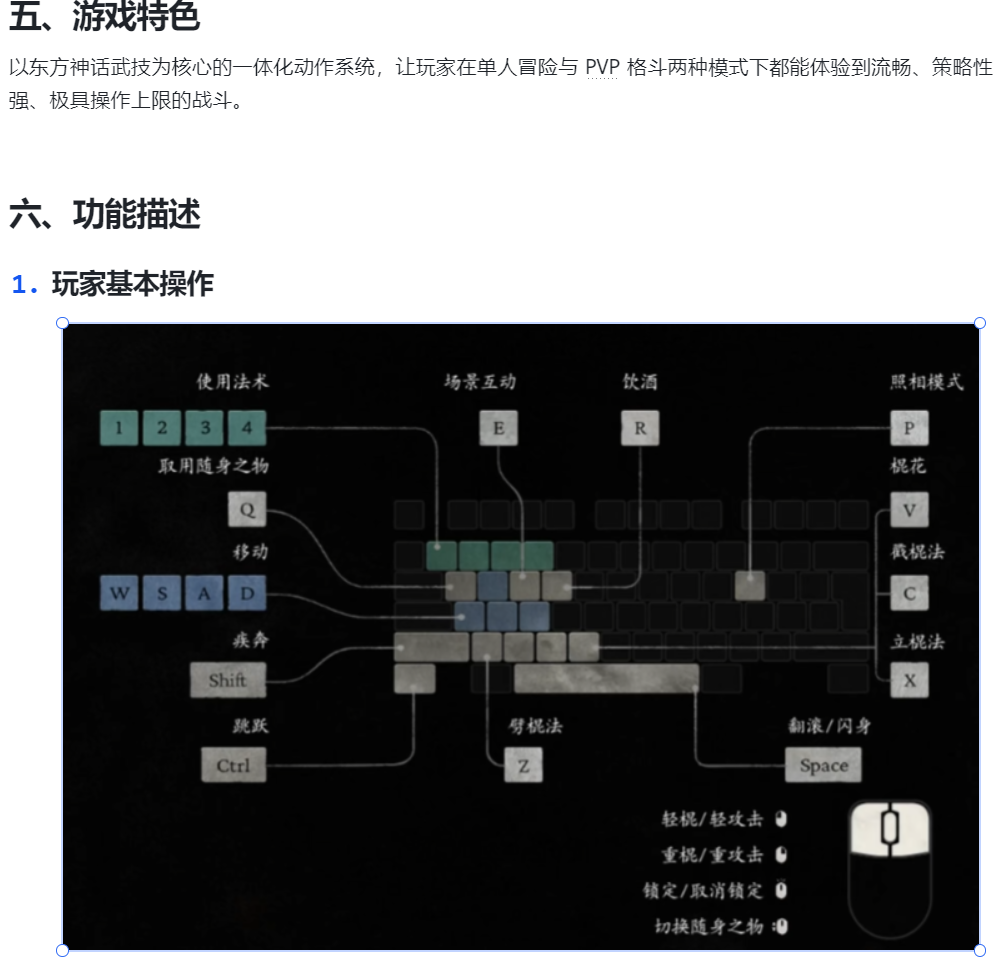 五、游戏特色
以东方神话武技为核心的一体化动作系统，让玩家在单人冒险与 PVP 格斗两种模式下都能体验到流畅、策略性
强、极具操作上限的战斗。
六、功能描述
1. 玩家基本操作
使用法术
1 2 3 4
场景互动
E
饮酒
R
照相模式
P
取用随身之物
Q
棍花
V
移动
W S A D
戳棍法
C
疾奔
Shift
立棍法
X
跳跃
Ctrl
劈棍法
Z
翻滚/闪身
Space
轻棍/轻攻击
重棍/重攻击
锁定/取消锁定
切换随身之物